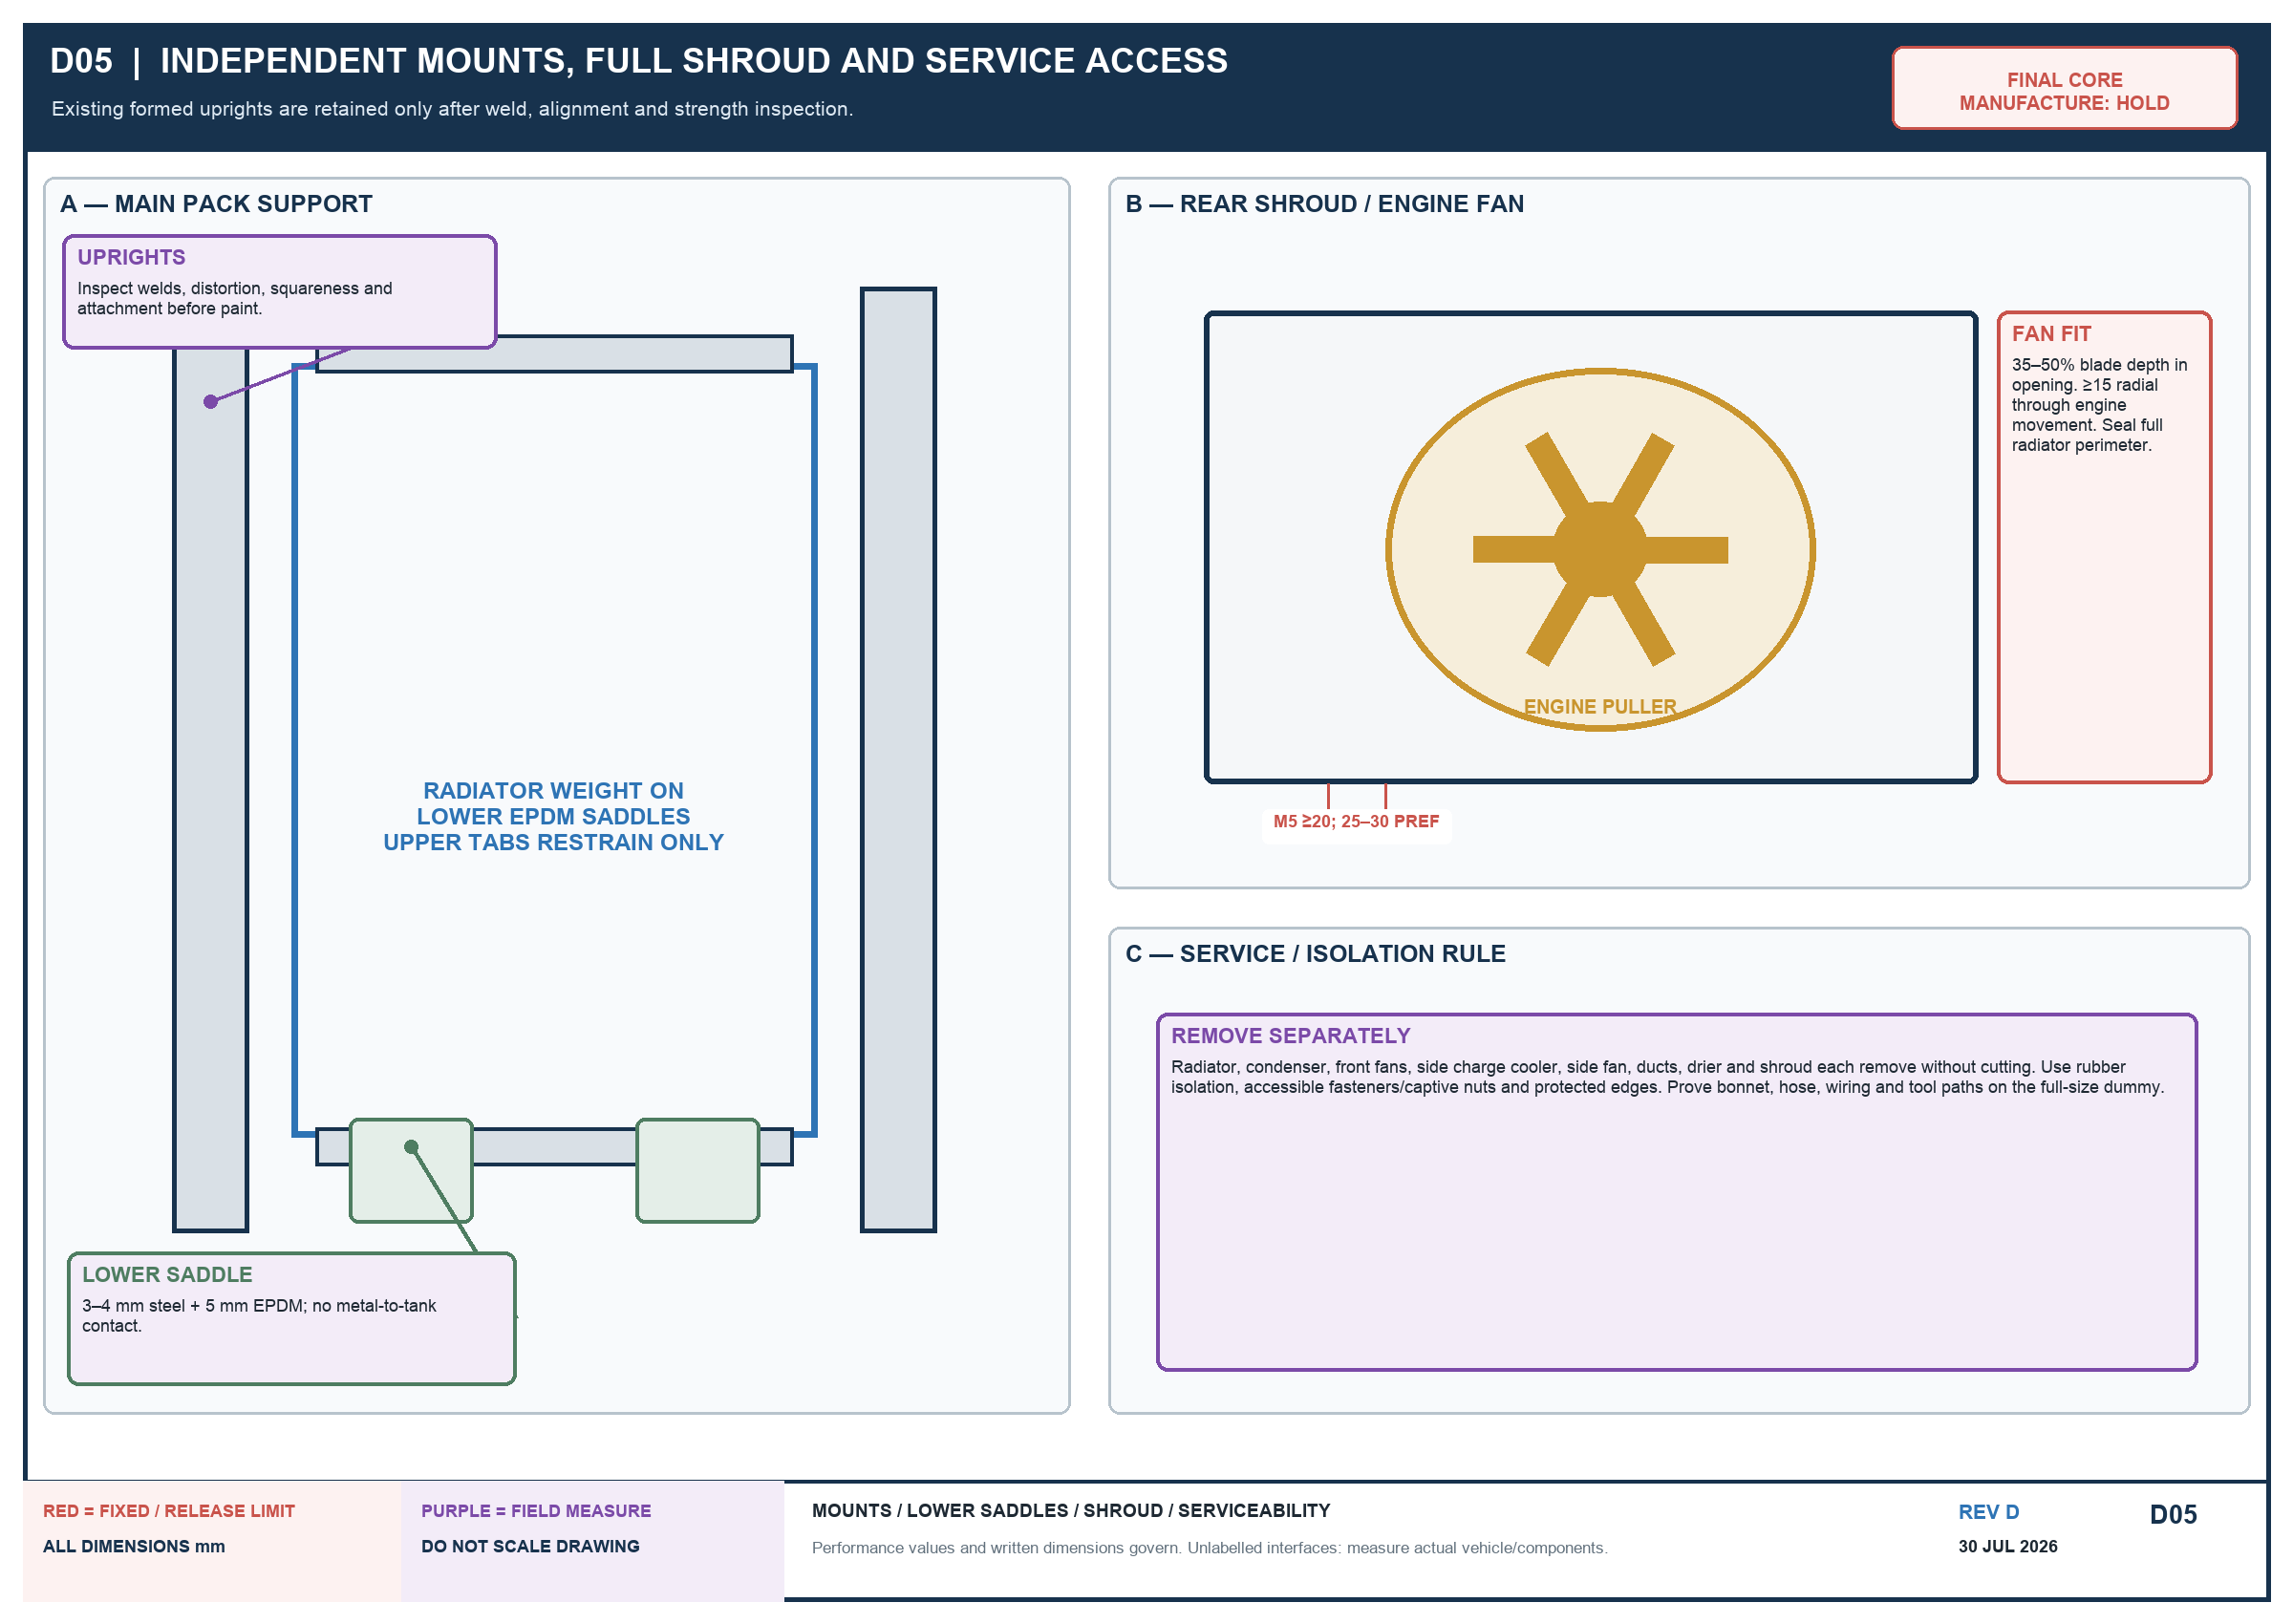 D05 | INDEPENDENT MOUNTS, FULL SHROUD AND SERVICE ACCESS
Existing formed uprights are retained only after weld, alignment and strength inspection.
FINAL CORE
MANUFACTURE: HOLD
A — MAIN PACK SUPPORT
UPRIGHTS
Inspect welds, distortion, squareness and
attachment before paint.
RADIATOR WEIGHT ON
LOWER EPDM SADDLES
UPPER TABS RESTRAIN ONLY
LOWER SADDLE
3–4 mm steel + 5 mm EPDM; no metal-to-tank
contact.
B — REAR SHROUD / ENGINE FAN
ENGINE PULLER
M5 ≥20; 25–30 PREF
FAN FIT
35–50% blade depth in
opening. ≥15 radial
through engine
movement. Seal full
radiator perimeter.
C — SERVICE / ISOLATION RULE
REMOVE SEPARATELY
Radiator, condenser, front fans, side charge cooler, side fan, ducts, drier and shroud each remove without cutting. Use rubber
isolation, accessible fasteners/captive nuts and protected edges. Prove bonnet, hose, wiring and tool paths on the full-size dummy.
RED = FIXED / RELEASE LIMIT
ALL DIMENSIONS mm
PURPLE = FIELD MEASURE
DO NOT SCALE DRAWING
MOUNTS / LOWER SADDLES / SHROUD / SERVICEABILITY
Performance values and written dimensions govern. Unlabelled interfaces: measure actual vehicle/components.
REV D
30 JUL 2026
D05